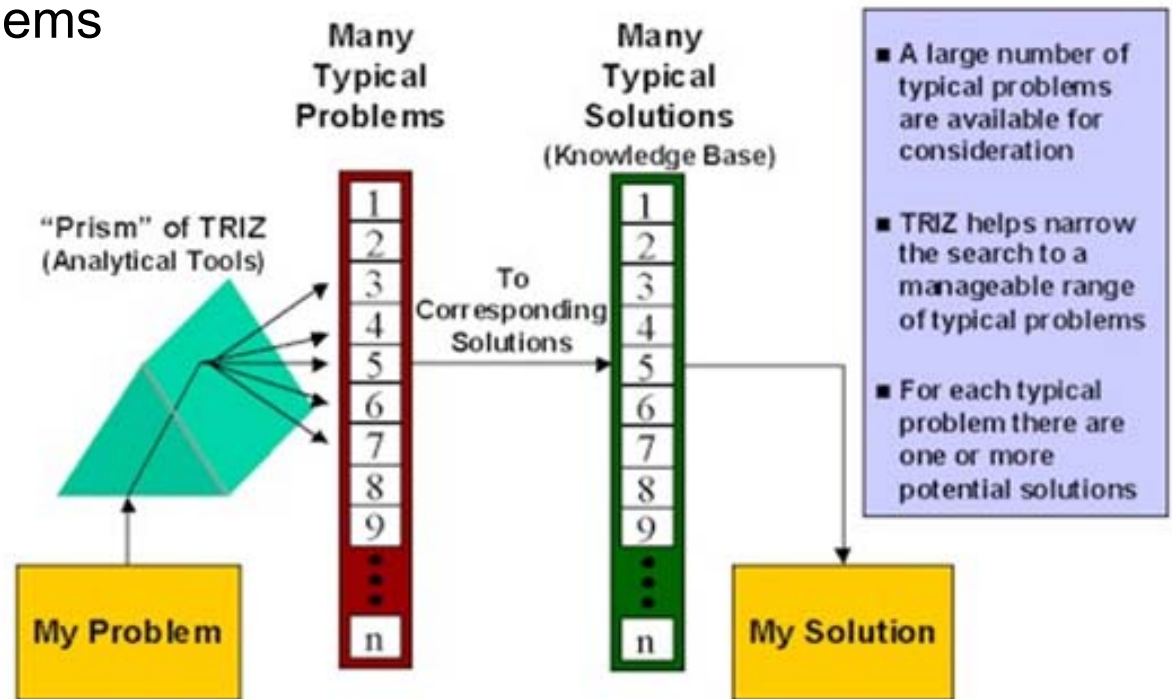 ems
Many
Typical
Problems
Many
Typical
Solutions
(Knowledge Base)
"Prism" of TRIZ
(Analytical Tools)
1
2
3
4
5
6
7
8
9
n
To
Corresponding
Solutions
1
2
3
4
5
6
7
8
9
n
My Problem
My Solution
■ A large number of
typical problems
are available for
consideration
■ TRIZ helps narrow
the search to a
manageable range
of typical problems
■ For each typical
problem there are
one or more
potential solutions